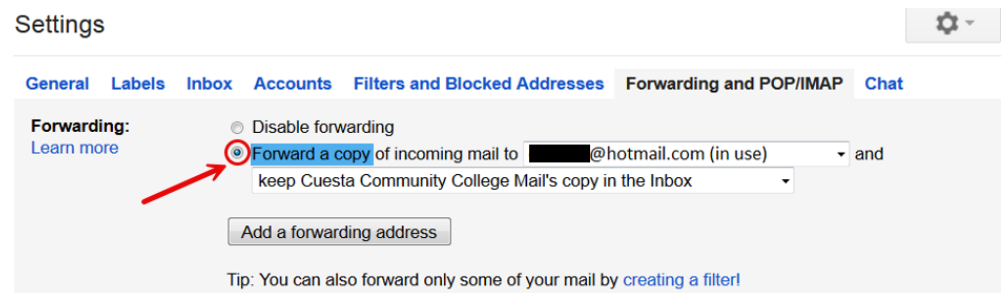 Settings
General Labels Inbox Accounts Filters and Blocked Addresses Forwarding and POP/IMAP Chat
Forwarding: Disable forwarding
Learn more Forward a copy of incoming mail to @hotmail.com (in use) and
keep Cuesta Community College Mail's copy in the Inbox
Add a forwarding address
Tip: You can also forward only some of your mail by creating a filter!